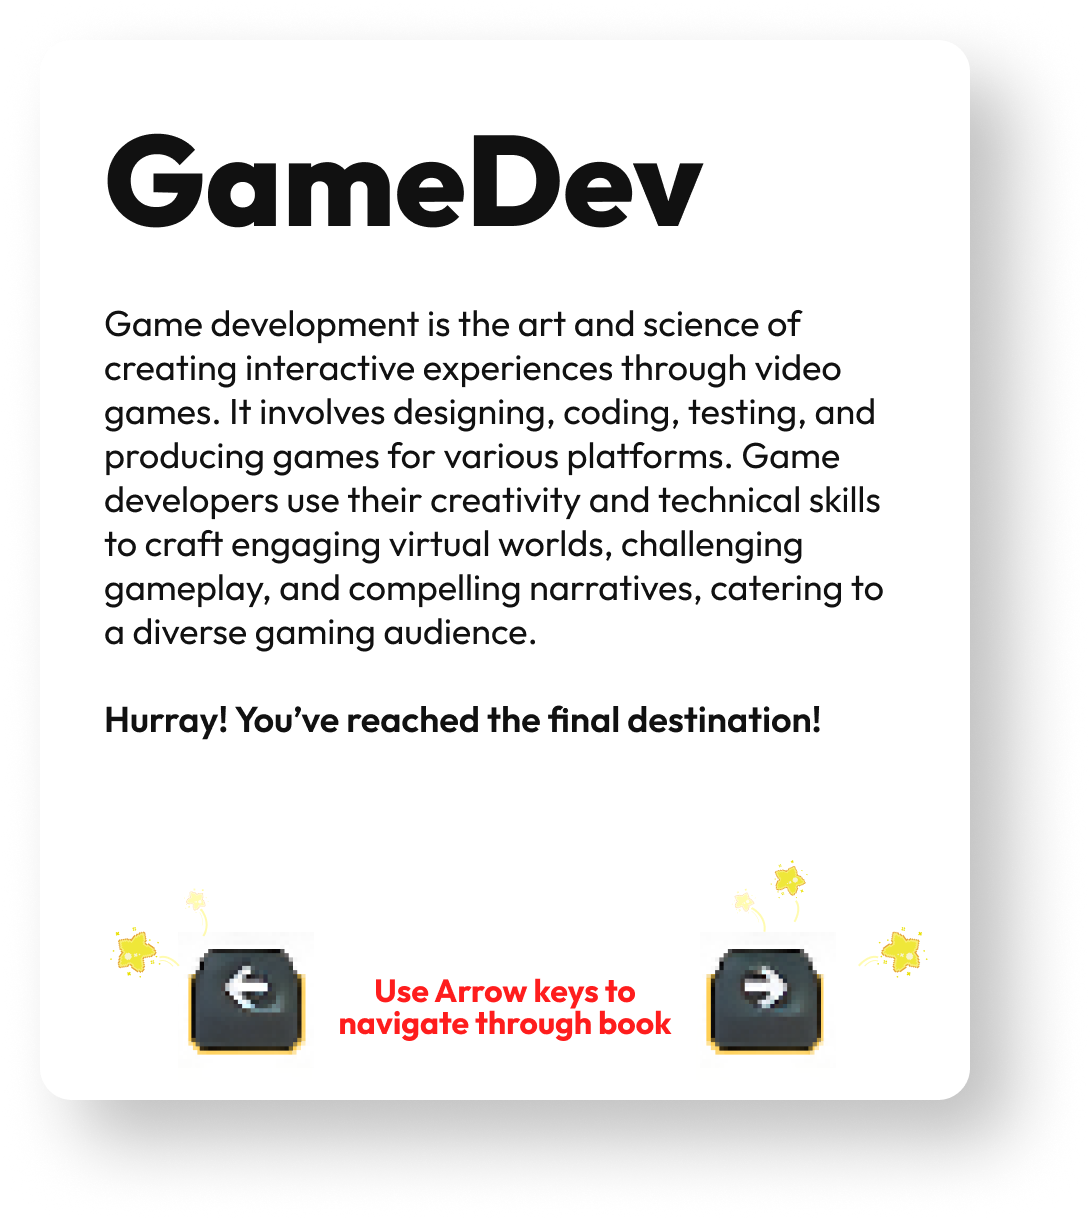 GameDev
Game development is the art and science of
creating interactive experiences through video
games. It involves designing, coding, testing, and
producing games for various platforms. Game
developers use their creativity and technical skills
to craft engaging virtual worlds, challenging
gameplay, and compelling narratives, catering to
a diverse gaming audience.
Hurray! You’ve reached the final destination!
Use Arrow keys to
navigate through book